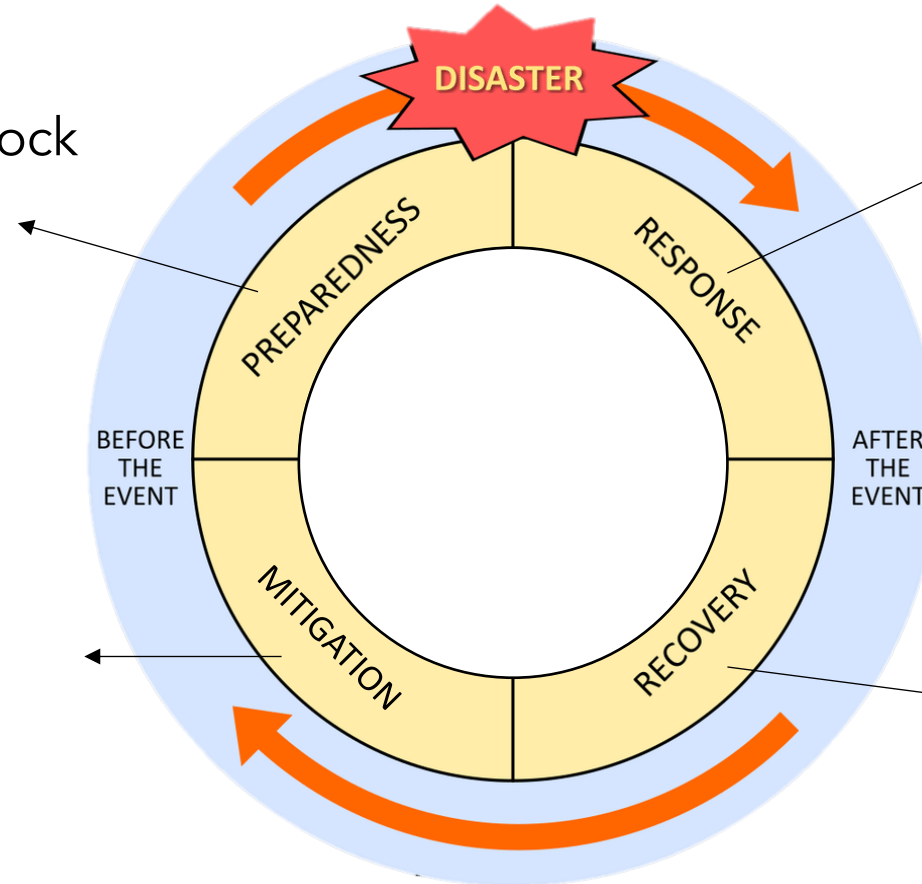 DISASTER
ock
PREPAREDNESS
RESPONSE
BEFORE
THE
EVENT
AFTER
THE
EVENT
MITIGATION
RECOVERY